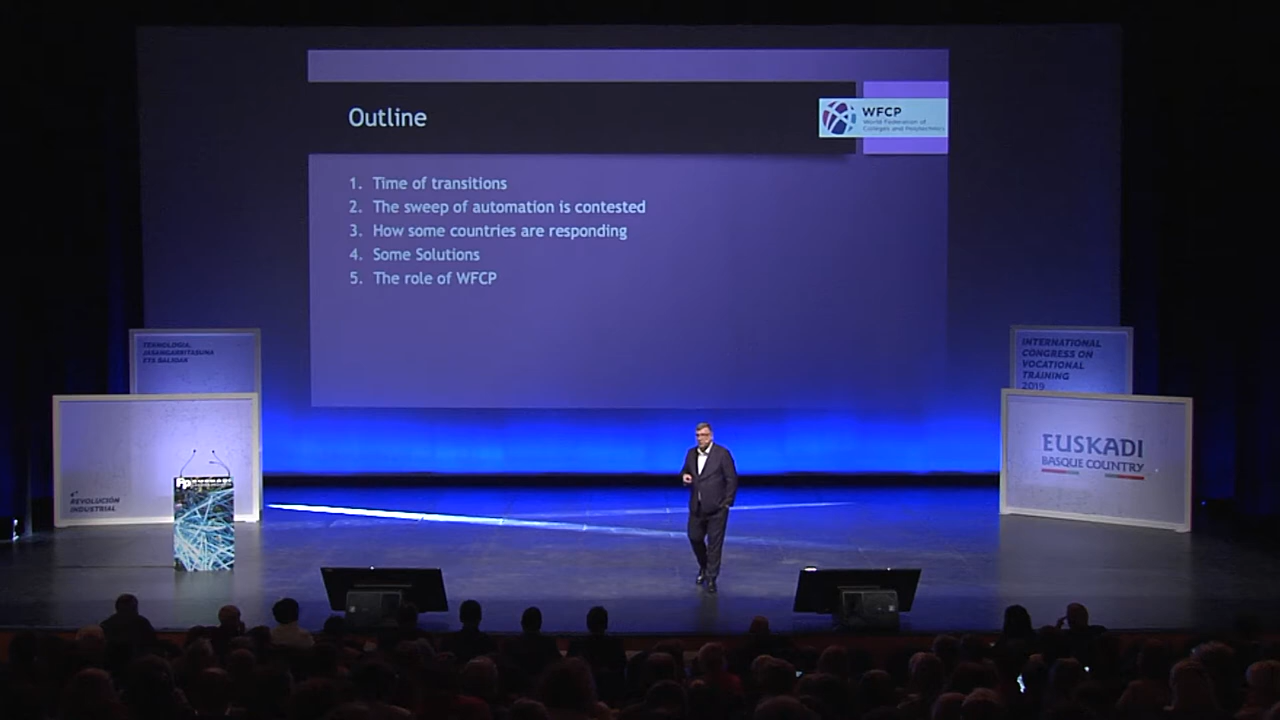 Outline
WFCP
World Federation of
Colleges and Polytechnics
1. Time of transitions
2. The sweep of automation is contested
3. How some countries are responding
4. Some Solutions
5. The role of WFCP
TEKNOLOGIA,
JASANGARRITASUNA
ETA BALIOAK
4ª
REVOLUCIÓN
INDUSTRIAL
Fp EUSKADI
INTERNATIONAL
CONGRESS ON
VOCATIONAL
TRAINING
2019
EUSKADI
BASQUE COUNTRY